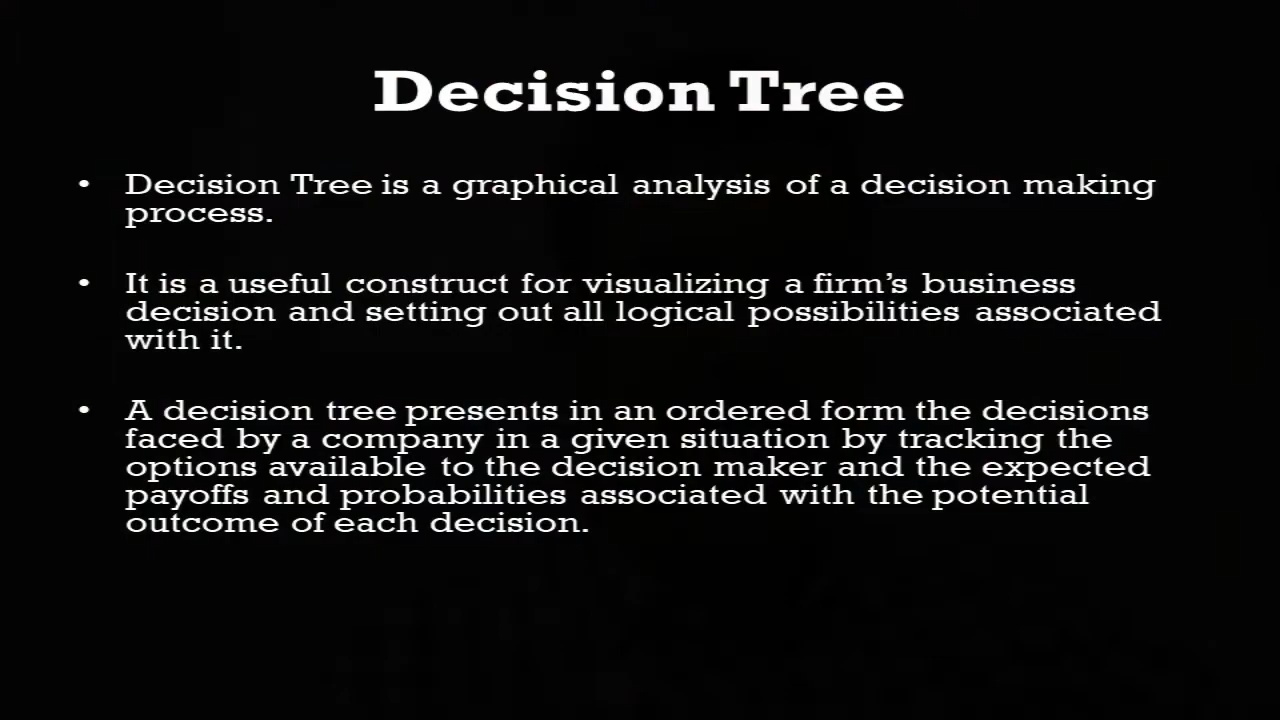 Decision Tree
• Decision Tree is a graphical analysis of a decision making
process.
• It is a useful construct for visualizing a firm’s business
decision and setting out all logical possibilities associated
with it.
• A decision tree presents in an ordered form the decisions
faced by a company in a given situation by tracking the
options available to the decision maker and the expected
payoffs and probabilities associated with the potential
outcome of each decision.